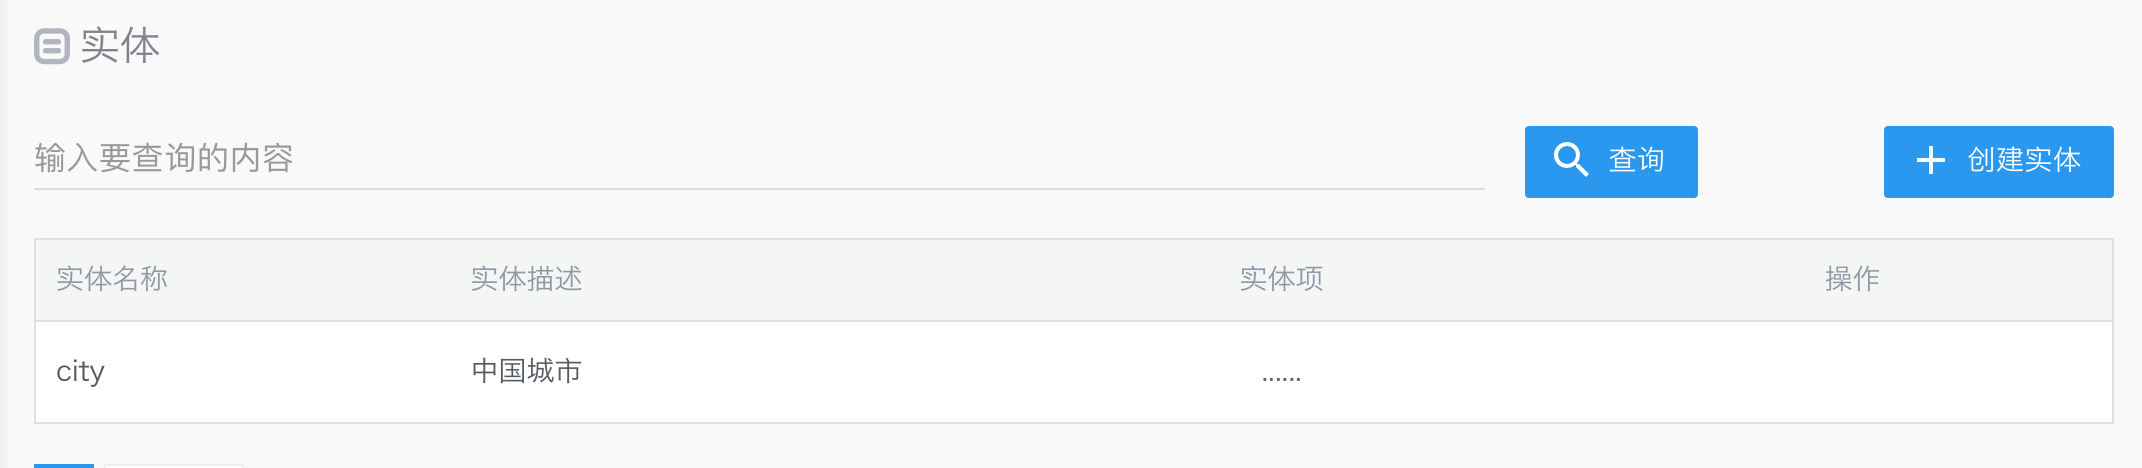 实体
输入要查询的内容
查询
创建实体
实体名称 实体描述 实体项 操作
city 中国城市 ......